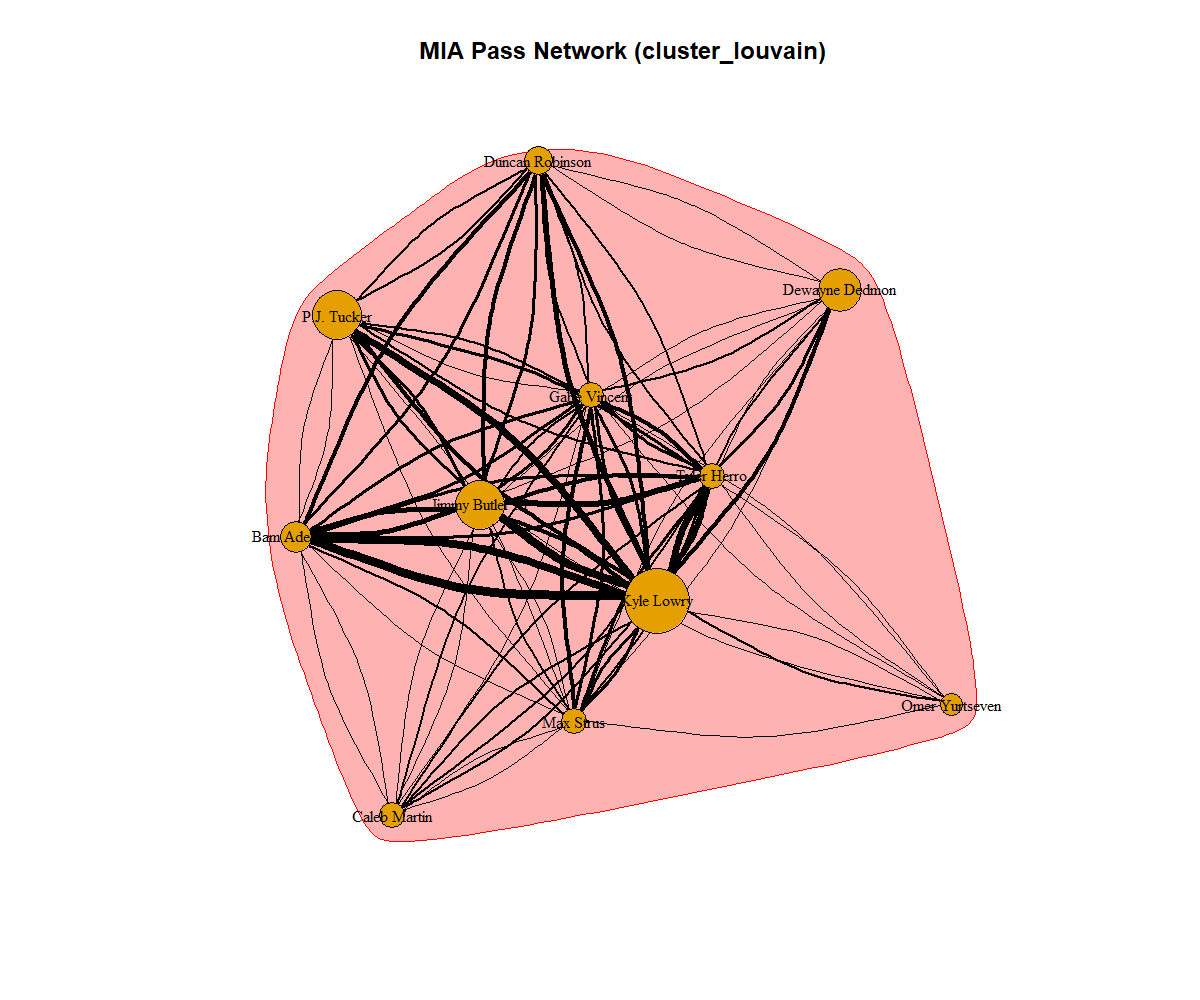 MIA Pass Network (cluster_louvain)
Duncan Robinson
Dewayne Dedmon
P.J. Tucker
Gabe Vincent
Tyler Herro
Jimmy Butler
Bam Ade
Kyle Lowry
Omer Yurtseven
Max Strus
Caleb Martin